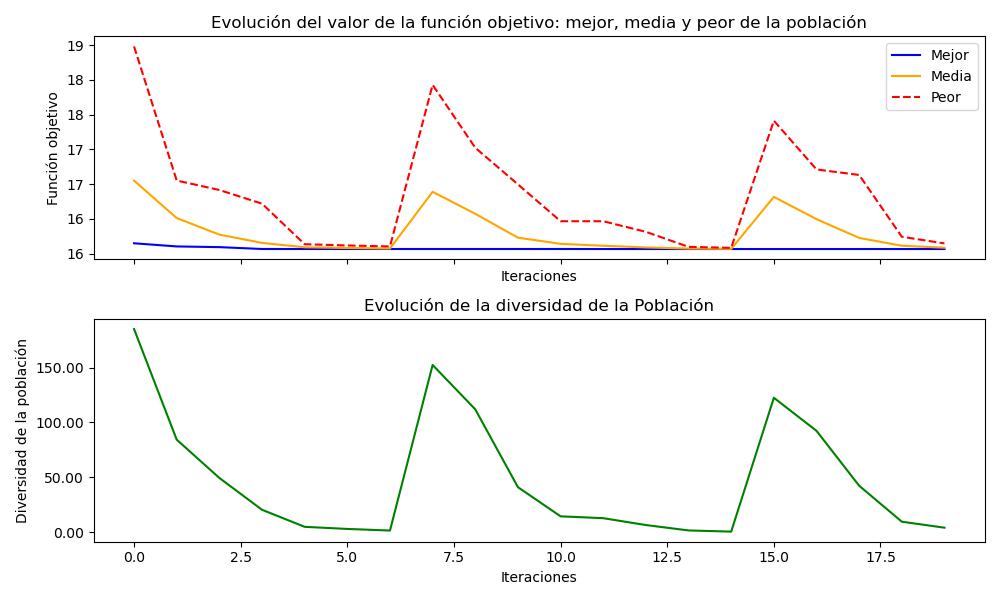 Evolución del valor de la función objetivo: mejor, media y peor de la población
Función objetivo
19
18
18
17
17
16
16
Mejor
Media
Peor
Iteraciones
Evolución de la diversidad de la Población
Diversidad de la población
150.00
100.00
50.00
0.00
0.0 2.5 5.0 7.5 10.0 12.5 15.0 17.5
Iteraciones